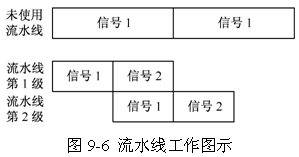 未使用
流水线
信号 1 信号 1
流水线
第 1 级
信号 1 信号 2
流水线
第 2 级
信号 1 信号 2
图 9-6 流水线工作图示